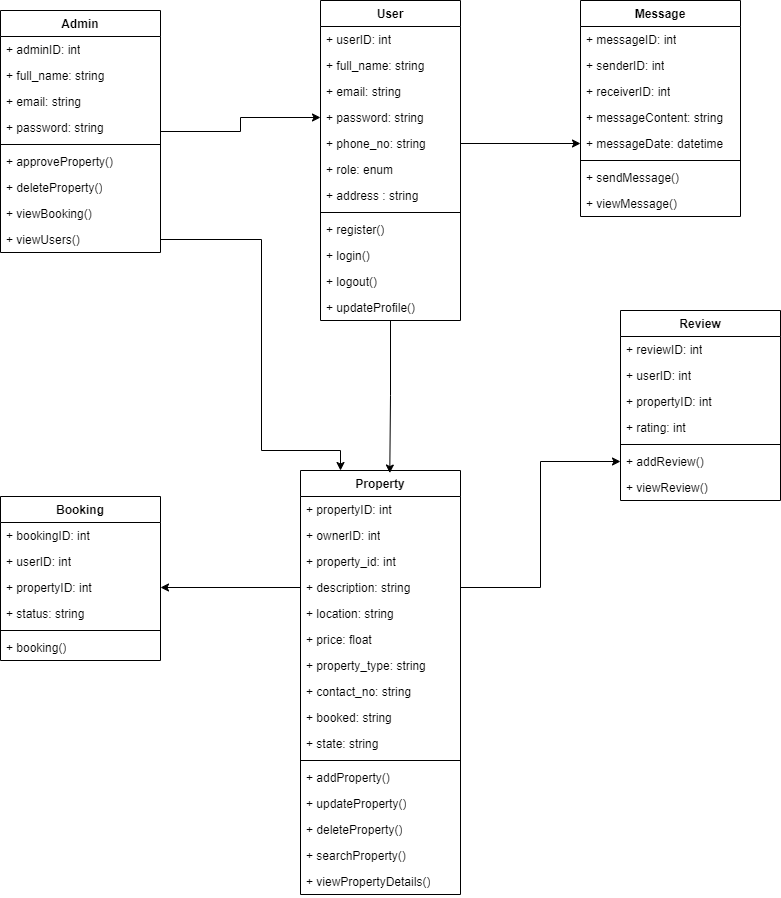 Admin
+ adminID: int
+ full_name: string
+ email: string
+ password: string
+ approveProperty()
+ deleteProperty()
+ viewBooking()
+ viewUsers()
User
+ userID: int
+ full_name: string
+ email: string
+ password: string
+ phone_no: string
+ role: enum
+ address : string
+ register()
+ login()
+ logout()
+ updateProfile()
Message
+ messageID: int
+ senderID: int
+ receiverID: int
+ messageContent: string
+ messageDate: datetime
+ sendMessage()
+ viewMessage()
Review
+ reviewID: int
+ userID: int
+ propertyID: int
+ rating: int
+ addReview()
+ viewReview()
Booking
+ bookingID: int
+ userID: int
+ propertyID: int
+ status: string
+ booking()
Property
+ propertyID: int
+ ownerID: int
+ property_id: int
+ description: string
+ location: string
+ price: float
+ property_type: string
+ contact_no: string
+ booked: string
+ state: string
+ addProperty()
+ updateProperty()
+ deleteProperty()
+ searchProperty()
+ viewPropertyDetails()